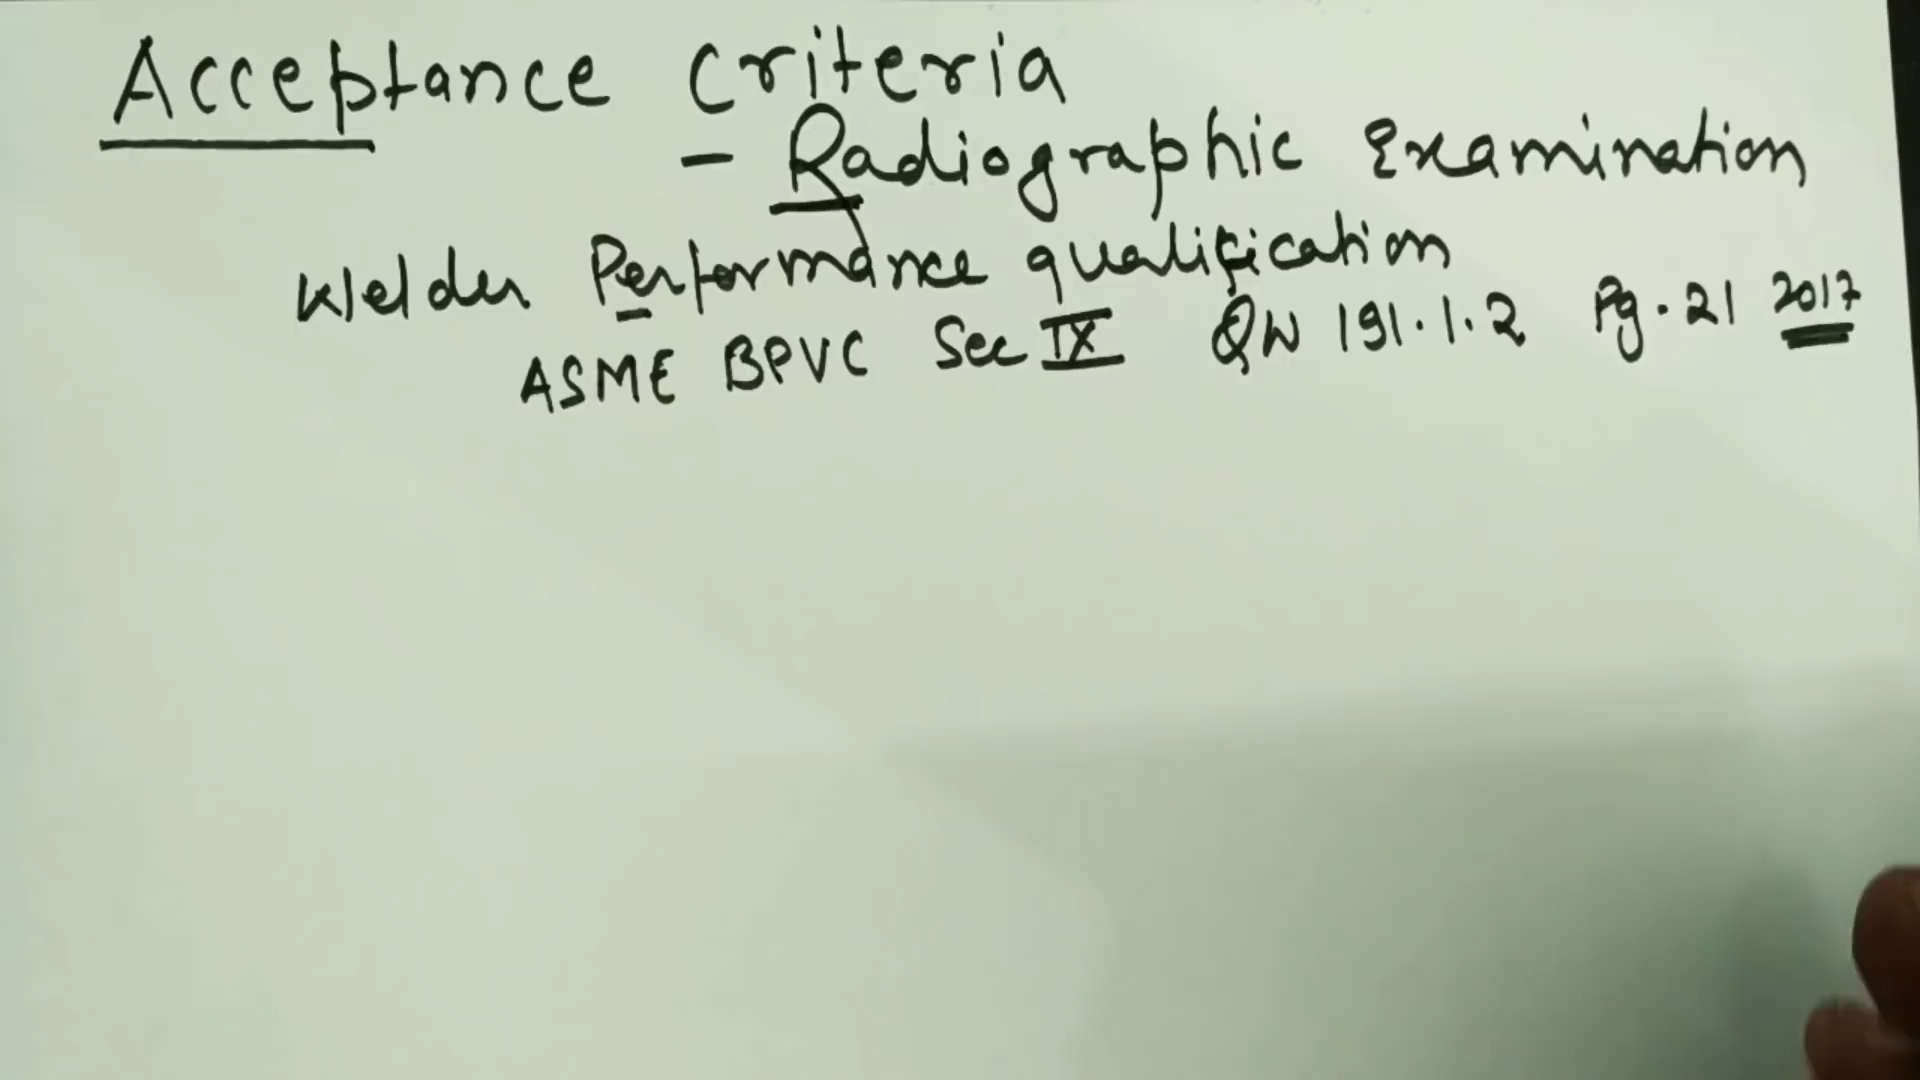 Acceptance Criteria
- Radiographic Examination
Welder Performance qualification
ASME BPVC Sec IX QW 191.1.2 Pg.21 2017